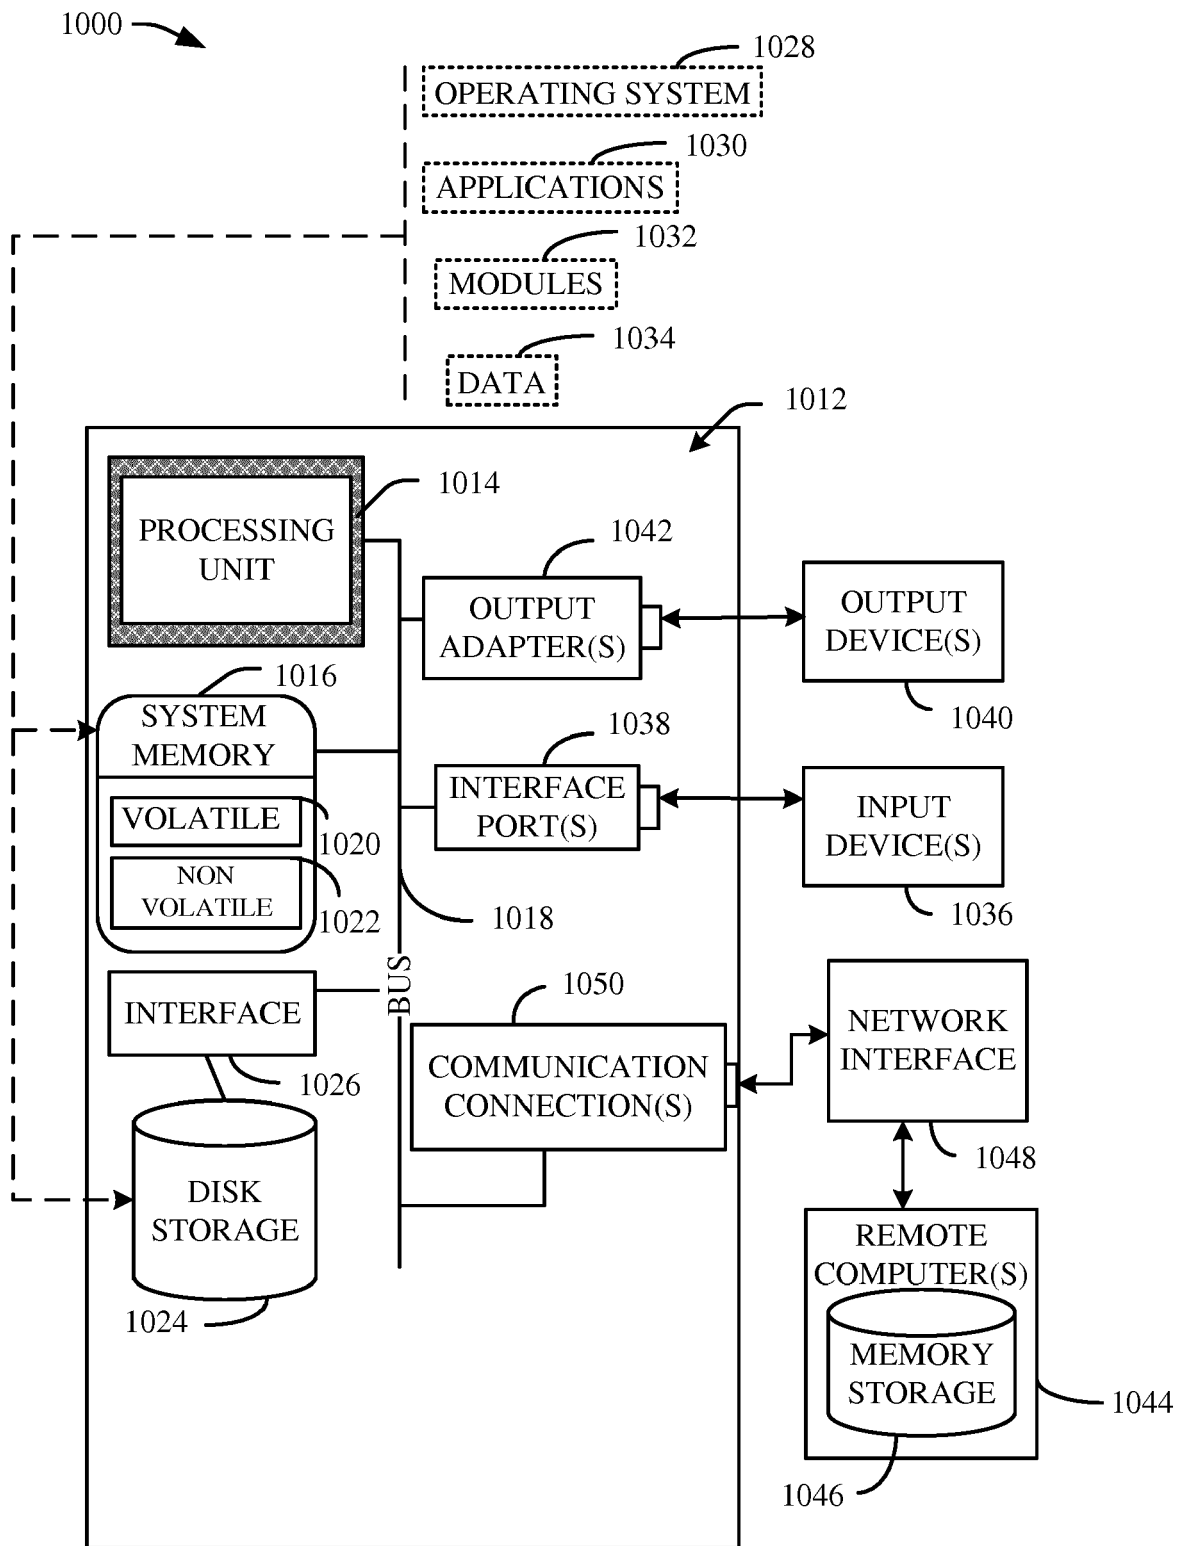 1000
1028
OPERATING SYSTEM
1030
APPLICATIONS
1032
MODULES
1034
DATA
1012
1014
PROCESSING
UNIT
1042
OUTPUT
ADAPTER(S)
OUTPUT
DEVICE(S)
1040
1016
SYSTEM
MEMORY
VOLATILE
1020
NON
VOLATILE
1022
1038
INTERFACE
PORT(S)
INPUT
DEVICE(S)
1036
1018
BUS
INTERFACE
1026
1050
COMMUNICATION
CONNECTION(S)
NETWORK
INTERFACE
1048
DISK
STORAGE
1024
REMOTE
COMPUTER(S)
MEMORY
STORAGE
1044
1046